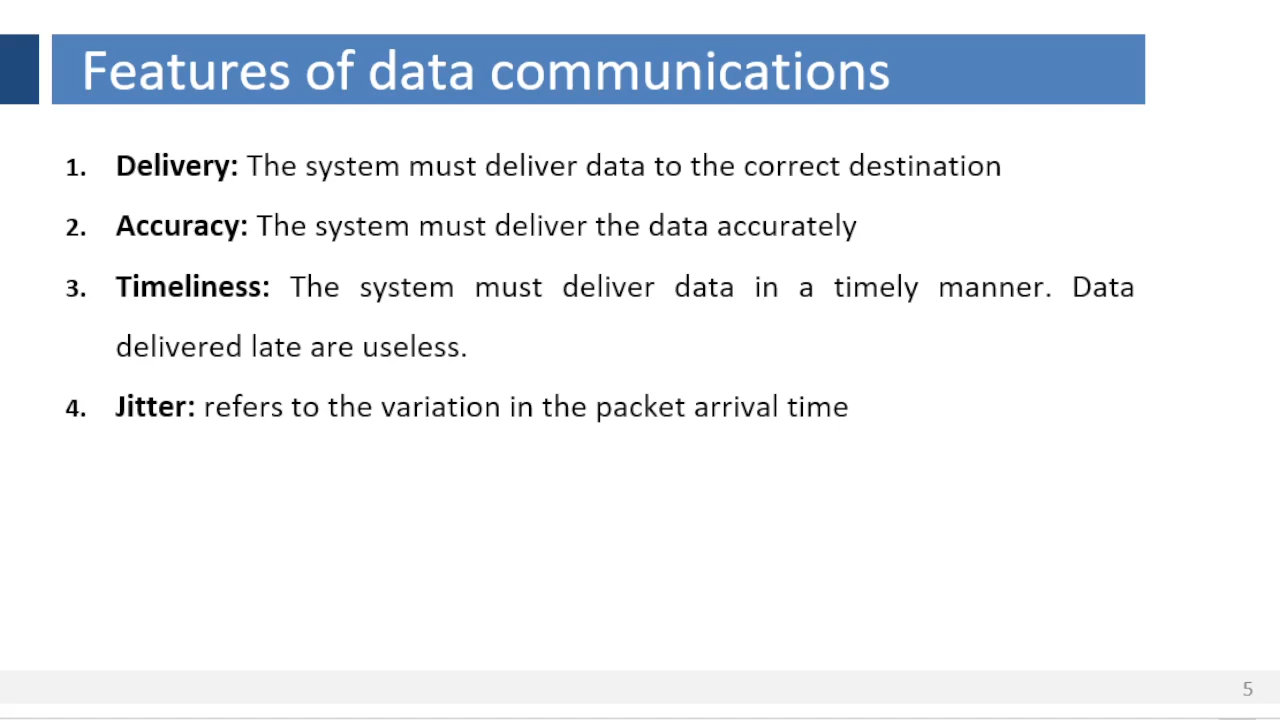 Features of data communications
1. Delivery: The system must deliver data to the correct destination
2. Accuracy: The system must deliver the data accurately
3. Timeliness: The system must deliver data in a timely manner. Data
delivered late are useless.
4. Jitter: refers to the variation in the packet arrival time
5